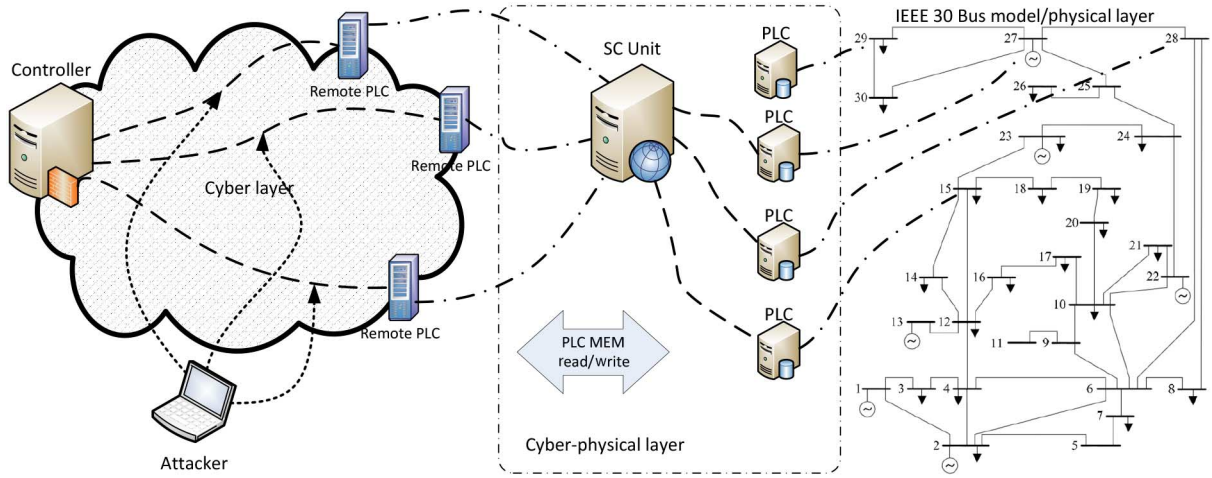 IEEE 30 Bus model/physical layer
Controller
Remote PLC
Remote PLC
Remote PLC
Cyber layer
Attacker
SC Unit
PLC
PLC
PLC
PLC
PLC MEM
read/write
Cyber-physical layer
29
27
28
30
26
25
23
24
15
18
19
20
17
21
14
16
22
10
13
12
11
9
1
3
4
6
8
7
2
5